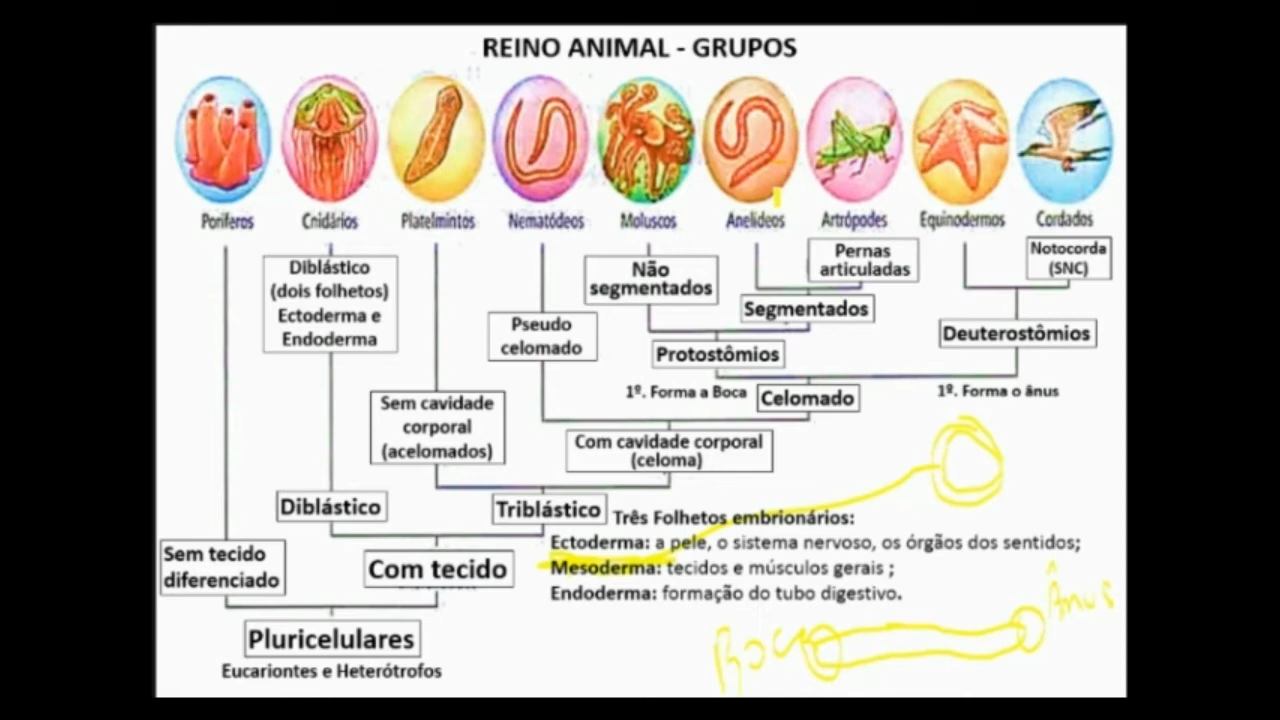 REINO ANIMAL - GRUPOS
Poríferos
Cnidários
Platelmintos
Nematódeos
Moluscos
Anelídeos
Artrópodes
Equinodermos
Cordados
Diblástico
(dois folhetos)
Ectoderma e
Endoderma
Não
segmentados
Pernas
articuladas
Notocorda
(SNC)
Segmentados
Pseudo
celomado
Protostômios
Deuterostômios
1º. Forma a Boca
Celomado
1º. Forma o ânus
Sem cavidade
corporal
(acelomados)
Com cavidade corporal
(celoma)
Diblástico
Triblástico
Três Folhetos embrionários:
Ectoderma: a pele, o sistema nervoso, os órgãos dos sentidos;
Mesoderma: tecidos e músculos gerais ;
Endoderma: formação do tubo digestivo.
Sem tecido
diferenciado
Com tecido
Pluricelulares
Eucariontes e Heterótrofos
Boca
Ânus